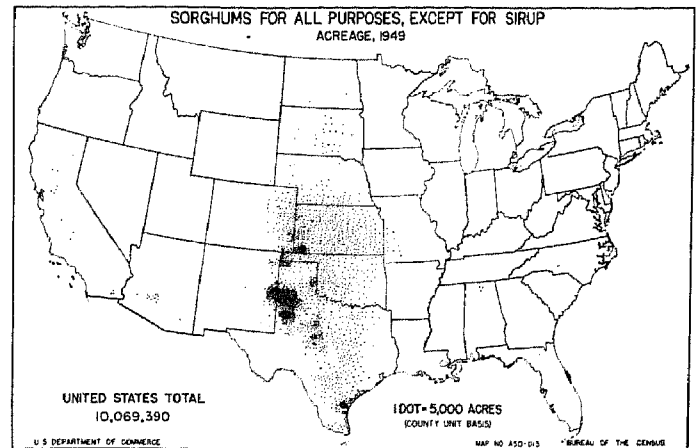 SORGHUMS FOR ALL PURPOSES, EXCEPT FOR SIRUP
ACREAGE, 1949
UNITED STATES TOTAL
10,069,390
1 DOT = 5,000 ACRES
(COUNTY UNIT BASIS)
U S DEPARTMENT OF COMMERCE
MAP NO A50-013
BUREAU OF THE CENSUS